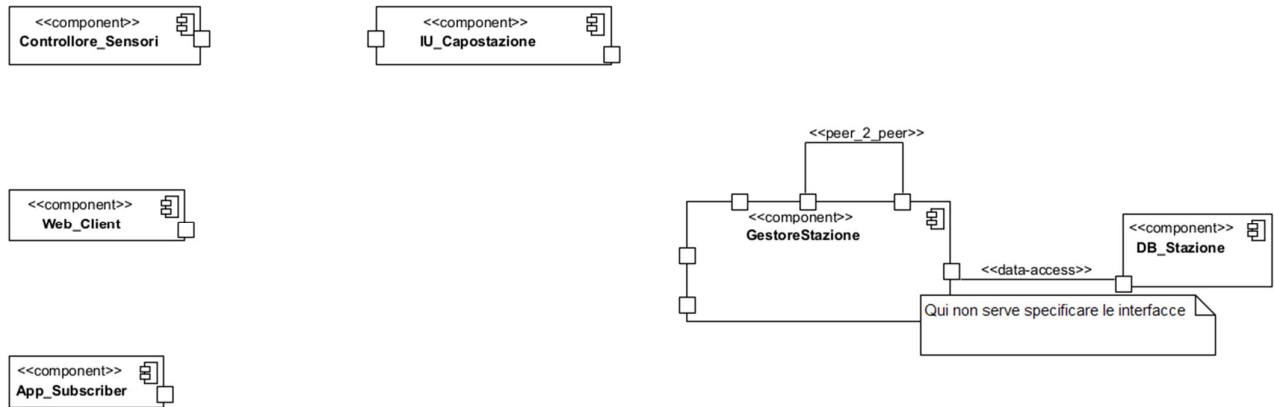 <<component>>
Controllore_Sensori
<<component>>
IU_Capostazione
<<peer_2_peer>>
<<component>>
Web_Client
<<component>>
GestoreStazione
<<component>>
DB_Stazione
<<data-access>>
Qui non serve specificare le interfacce
<<component>>
App_Subscriber